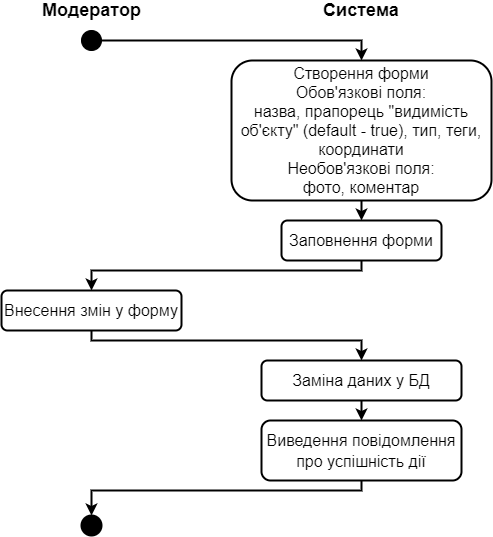 Модератор
Система
Створення форми
Обов'язкові поля:
назва, прапорець "видимість
об'єкту" (default - true), тип, теги,
координати
Необов'язкові поля:
фото, коментар
Заповнення форми
Внесення змін у форму
Заміна даних у БД
Виведення повідомлення
про успішність дії